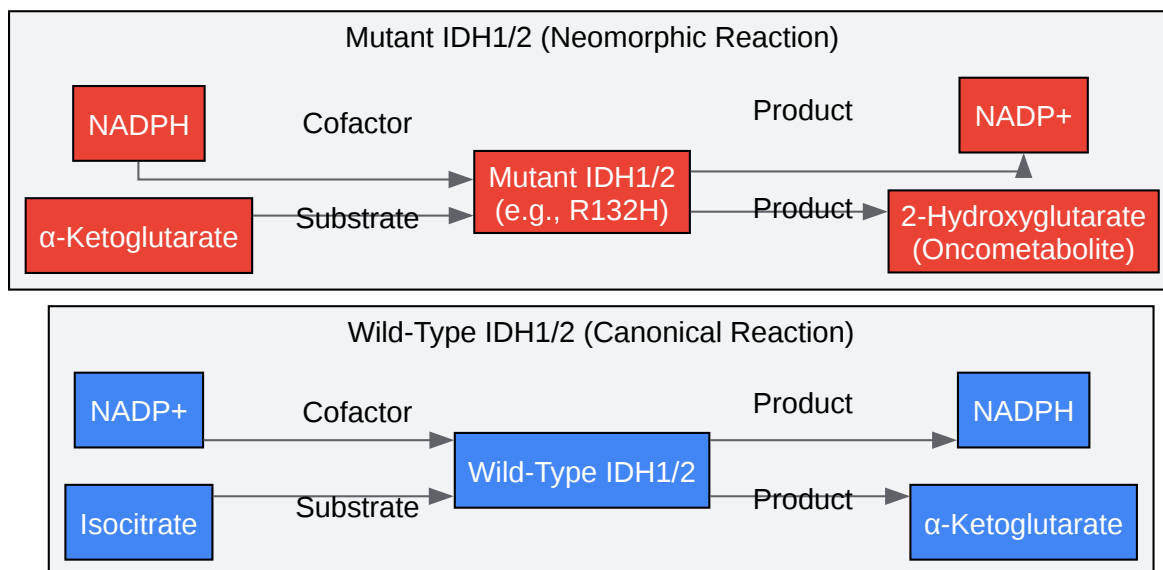 Mutant IDH1/2 (Neomorphic Reaction)
NADPH
Cofactor
Product
NADP+
α-Ketoglutarate
Substrate
Mutant IDH1/2
(e.g., R132H)
Product
2-Hydroxyglutarate
(Oncometabolite)
Wild-Type IDH1/2 (Canonical Reaction)
NADP+
Cofactor
Product
NADPH
Isocitrate
Substrate
Wild-Type IDH1/2
Product
α-Ketoglutarate